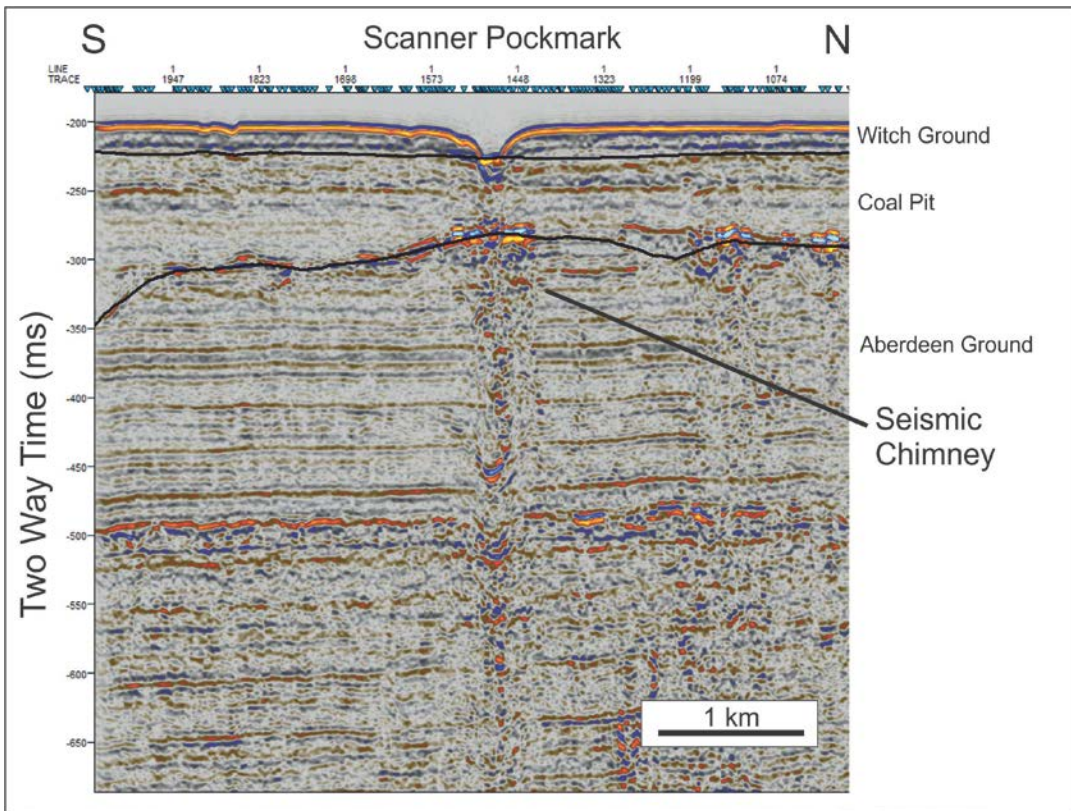 S Scanner Pockmark N
LINE 1 1 1 1 1 1 1 1
TRACE 1947 1823 1698 1573 1448 1323 1199 1074
-200
Witch Ground
-250
Coal Pit
-300
-350
Aberdeen Ground
-400
Seismic
Chimney
-450
-500
-550
-600
-650
1 km
Two Way Time (ms)